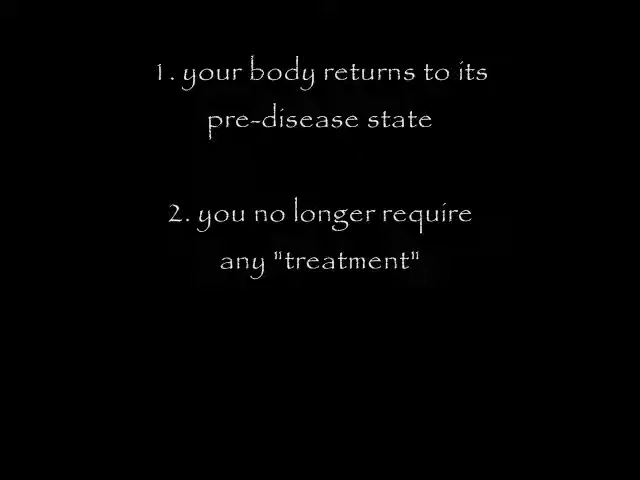 1. your body returns to its
pre-disease state
2. you no longer require
any "treatment"